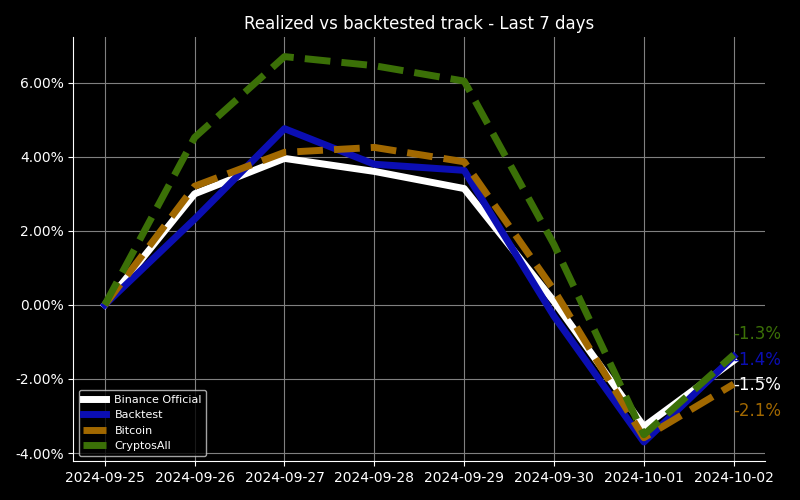 Realized vs backtested track - Last 7 days
6.00%
4.00%
2.00%
0.00%
-2.00%
-4.00%
-1.3%
-1.4%
-1.5%
-2.1%
Binance Official
Backtest
Bitcoin
CryptosAll
2024-09-25 2024-09-26 2024-09-27 2024-09-28 2024-09-29 2024-09-30 2024-10-01 2024-10-02